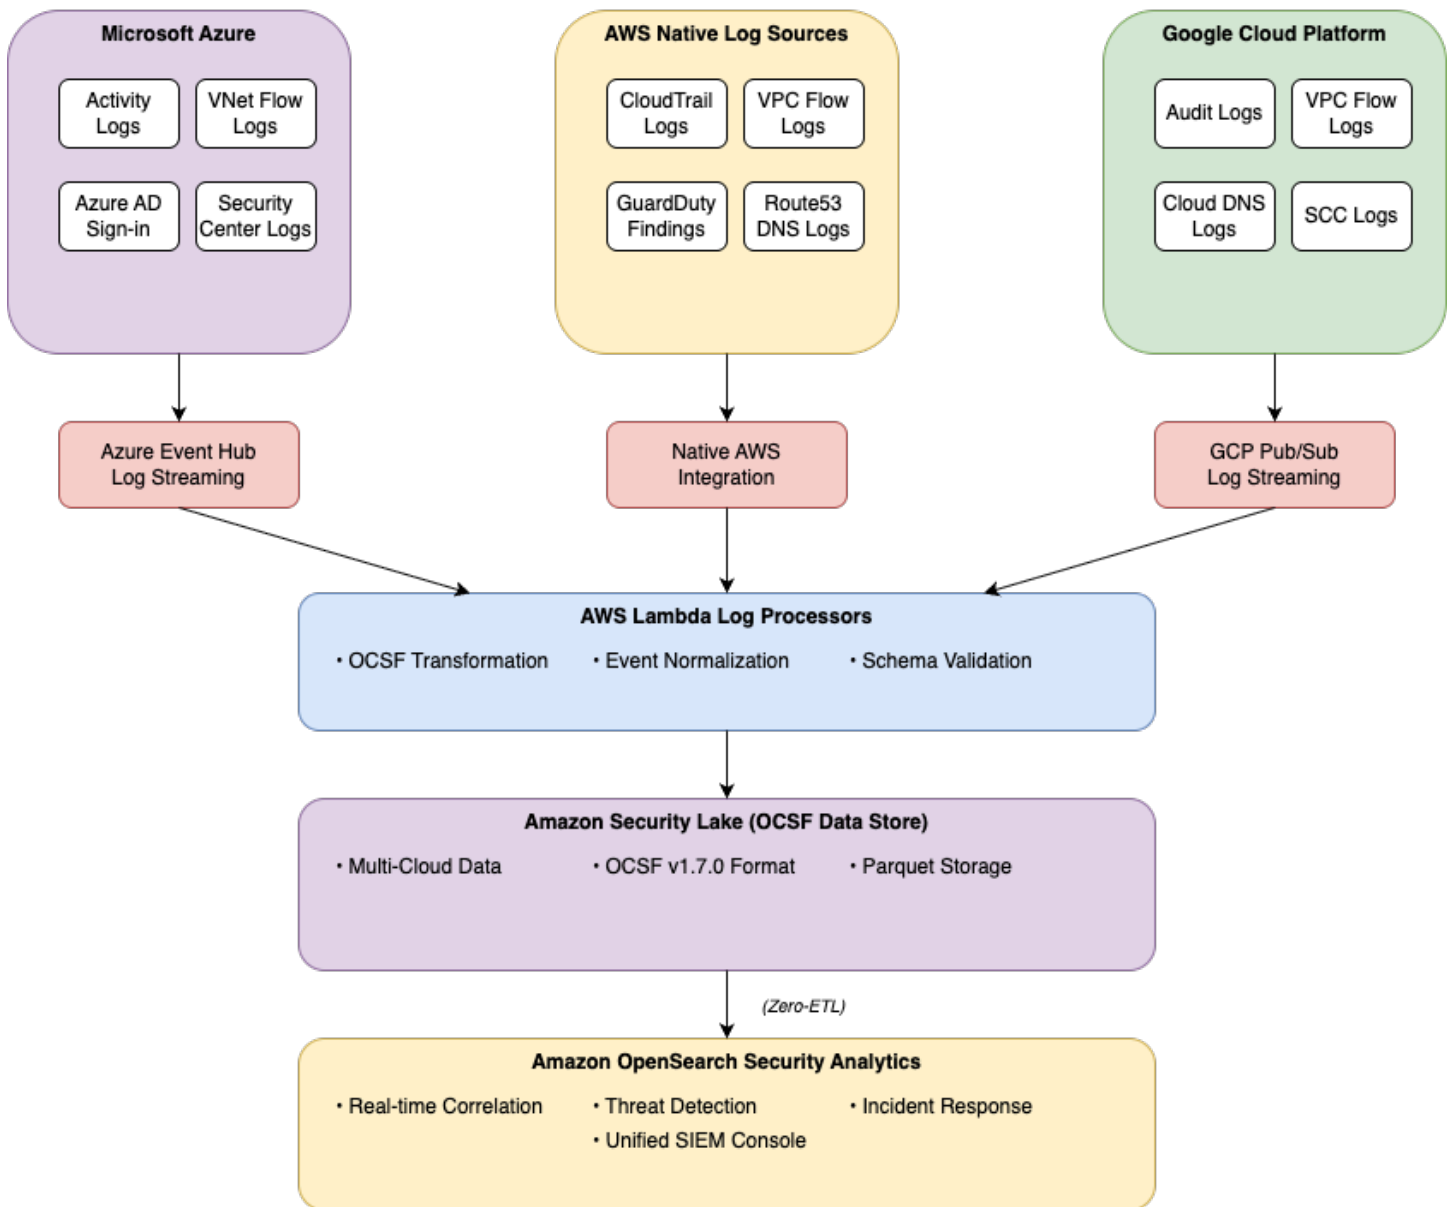 Microsoft Azure
Activity
Logs
VNet Flow
Logs
Azure AD
Sign-in
Security
Center Logs
AWS Native Log Sources
CloudTrail
Logs
VPC Flow
Logs
GuardDuty
Findings
Route53
DNS Logs
Google Cloud Platform
Audit Logs
VPC Flow
Logs
Cloud DNS
Logs
SCC Logs
Azure Event Hub
Log Streaming
Native AWS
Integration
GCP Pub/Sub
Log Streaming
AWS Lambda Log Processors
• OCSF Transformation
• Event Normalization
• Schema Validation
Amazon Security Lake (OCSF Data Store)
• Multi-Cloud Data
• OCSF v1.7.0 Format
• Parquet Storage
(Zero-ETL)
Amazon OpenSearch Security Analytics
• Real-time Correlation
• Threat Detection
• Incident Response
• Unified SIEM Console